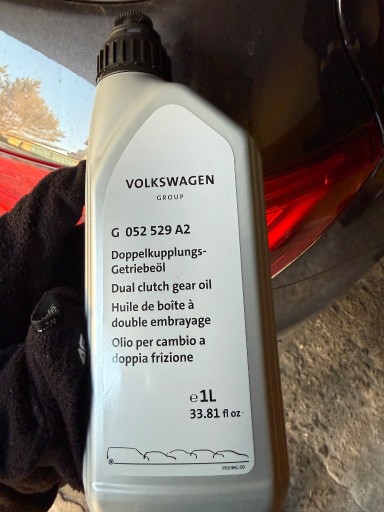 VOLKSWAGEN
GROUP
G 052 529 A2
Doppelkupplungs-
Getriebeöl
Dual clutch gear oil
Huile de boîte à
double embrayage
Olio per cambio a
doppia frizione
e 1L
33.81 fl oz